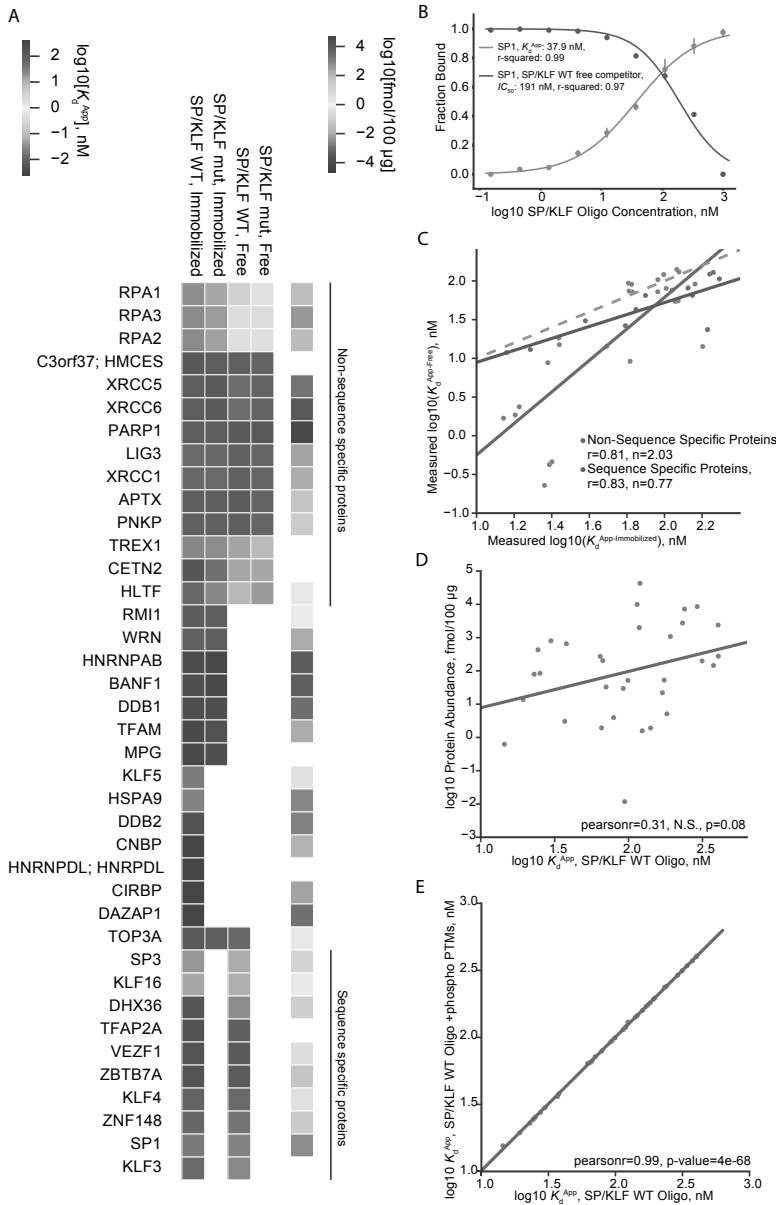 A
2
1
0
−1
−2
log10[Kd App], nM
4
2
0
−2
−4
log10[fmol/100 µg]
SP/KLF WT, Immobilized
SP/KLF mut, Immobilized
SP/KLF WT, Free
SP/KLF mut, Free
RPA1
RPA3
RPA2
C3orf37; HMCES
XRCC5
XRCC6
PARP1
LIG3
XRCC1
APTX
PNKP
TREX1
CETN2
HLTF
RMI1
WRN
HNRNPAB
BANF1
DDB1
TFAM
MPG
KLF5
HSPA9
DDB2
CNBP
HNRNPDL; HNRPDL
CIRBP
DAZAP1
TOP3A
SP3
KLF16
DHX36
TFAP2A
VEZF1
ZBTB7A
KLF4
ZNF148
SP1
KLF3
Non-sequence specific proteins
Sequence specific proteins
B
1.0
0.8
0.6
0.4
0.2
0.0
Fraction Bound
SP1, Kd App: 37.9 nM,
r-squared: 0.99
SP1, SP/KLF WT free competitor,
IC50: 191 nM, r-squared: 0.97
−1
0
1
2
3
log10 SP/KLF Oligo Concentration, nM
C
2.0
1.5
1.0
0.5
0.0
−0.5
−1.0
Measured log10(Kd App-Free), nM
Non-Sequence Specific Proteins
r=0.81, n=2.03
Sequence Specific Proteins,
r=0.83, n=0.77
1.0
1.2
1.4
1.6
1.8
2.0
2.2
Measured log10(Kd App-Immobilized), nM
D
5
4
3
2
1
0
−1
−2
−3
log10 Protein Abundance, fmol/100 µg
pearsonr=0.31, N.S., p=0.08
1.0
1.5
2.0
2.5
log10 Kd App, SP/KLF WT Oligo, nM
E
3.0
2.5
2.0
1.5
1.0
log10 Kd App, SP/KLF WT Oligo +phospho PTMs, nM
pearsonr=0.99, p-value=4e-68
1.0
1.5
2.0
2.5
3.0
log10 Kd App, SP/KLF WT Oligo, nM